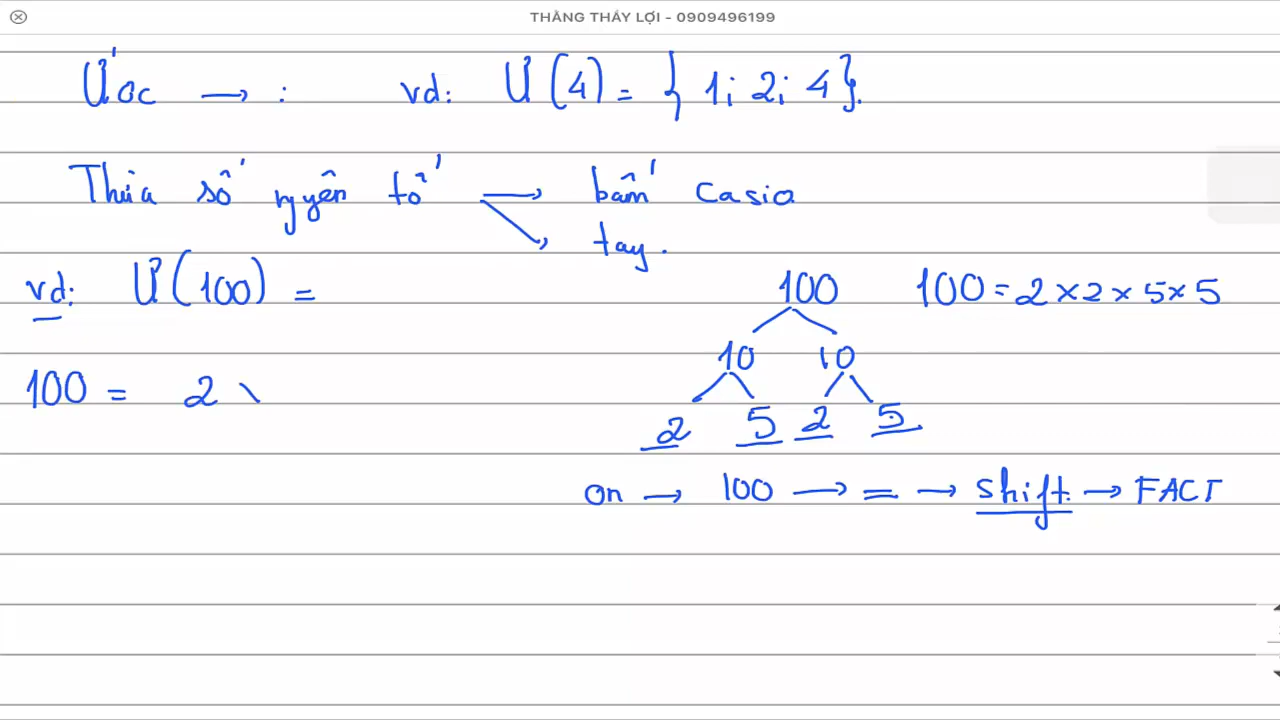 THẮNG THẦY LỢI - 0909496199
Ước → : vd: Ư(4) = {1; 2; 4}.
Thừa số nguyên tố → bấm Casio
tay.
vd: Ư(100) =
100 100 = 2 × 2 × 5 × 5
10 10
100 = 2 \
2 5 2 5
on → 100 → = → shift → FACT